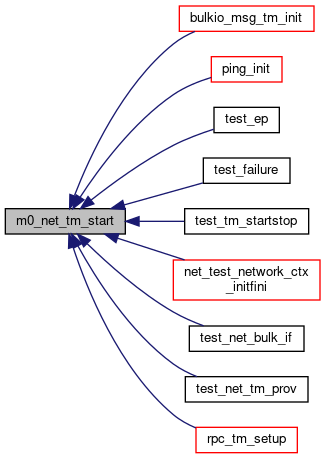 bulkio_msg_tm_init
ping_init
test_ep
test_failure
m0_net_tm_start
test_tm_startstop
net_test_network_ctx
_initfini
test_net_bulk_if
test_net_tm_prov
rpc_tm_setup